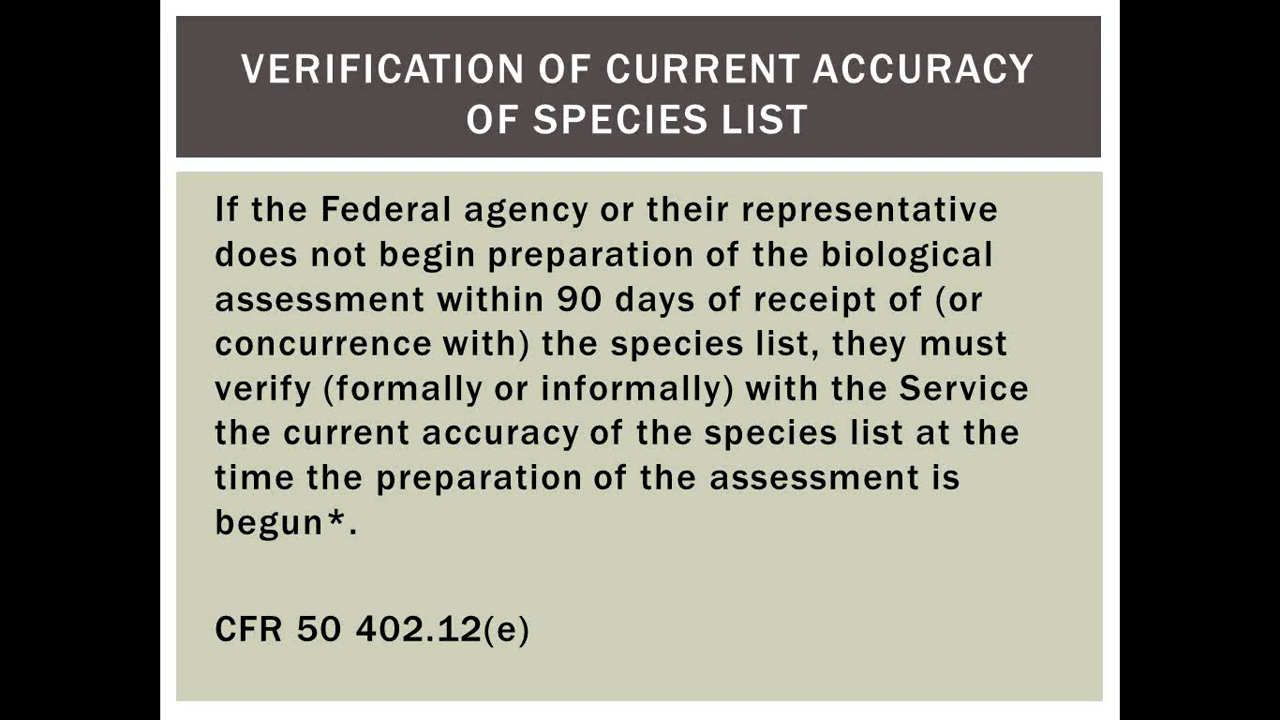 VERIFICATION OF CURRENT ACCURACY
OF SPECIES LIST
If the Federal agency or their representative
does not begin preparation of the biological
assessment within 90 days of receipt of (or
concurrence with) the species list, they must
verify (formally or informally) with the Service
the current accuracy of the species list at the
time the preparation of the assessment is
begun*.
CFR 50 402.12(e)